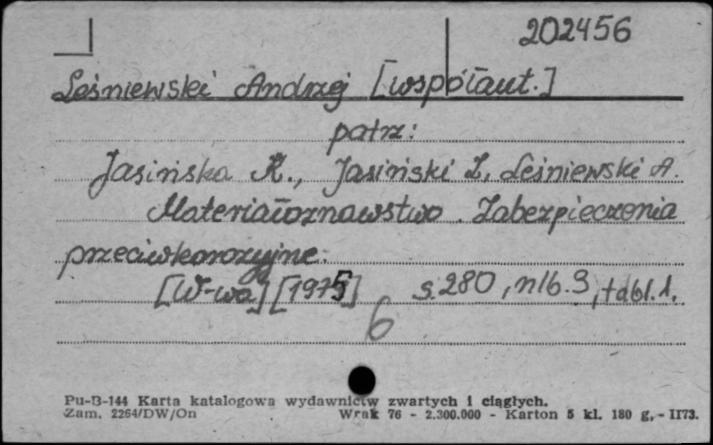 202456
Leśniewski Andrzej [współaut.]
patrz:
Jasińska K., Jasiński Z, Leśniewski A.
Materiałoznawstwo. Zabezpieczenia
przeciwkorozyjne.
[W-wa] [1975] s. 280, nlb. 3, tabl. 1.
6
Pu-B-144 Karta katalogowa wydawnictw zwartych i ciągłych.
Zam. 2264/DW/On Wrak 76 - 2.300.000 - Karton 5 kl. 180 g, - II73.